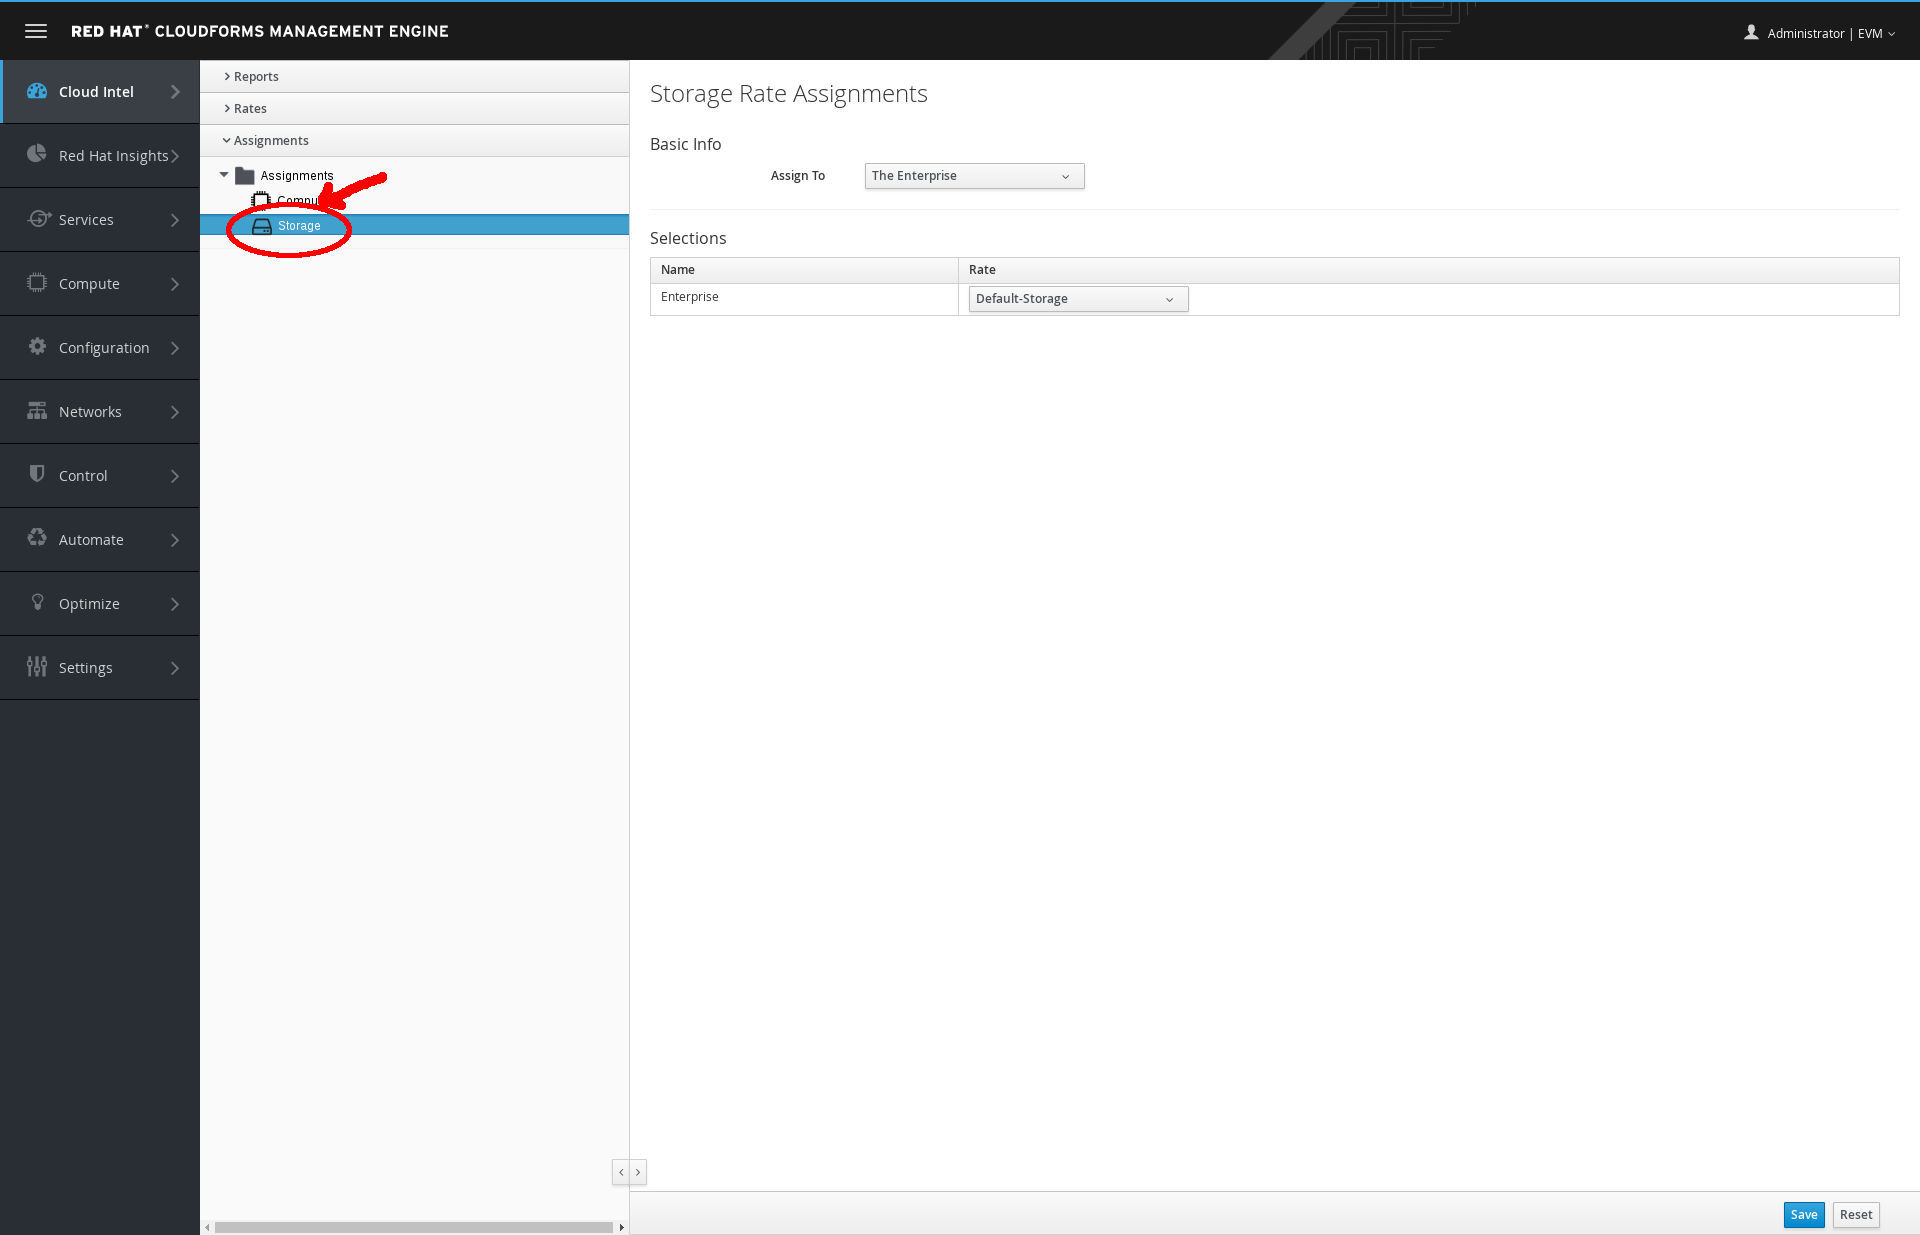 RED HAT® CLOUDFORMS MANAGEMENT ENGINE
Administrator | EVM
Cloud Intel
Red Hat Insights
Services
Compute
Configuration
Networks
Control
Automate
Optimize
Settings
Reports
Rates
Assignments
Assignments
Storage
Storage Rate Assignments
Basic Info
Assign To The Enterprise
Selections
Name Rate
Enterprise Default-Storage
Save Reset